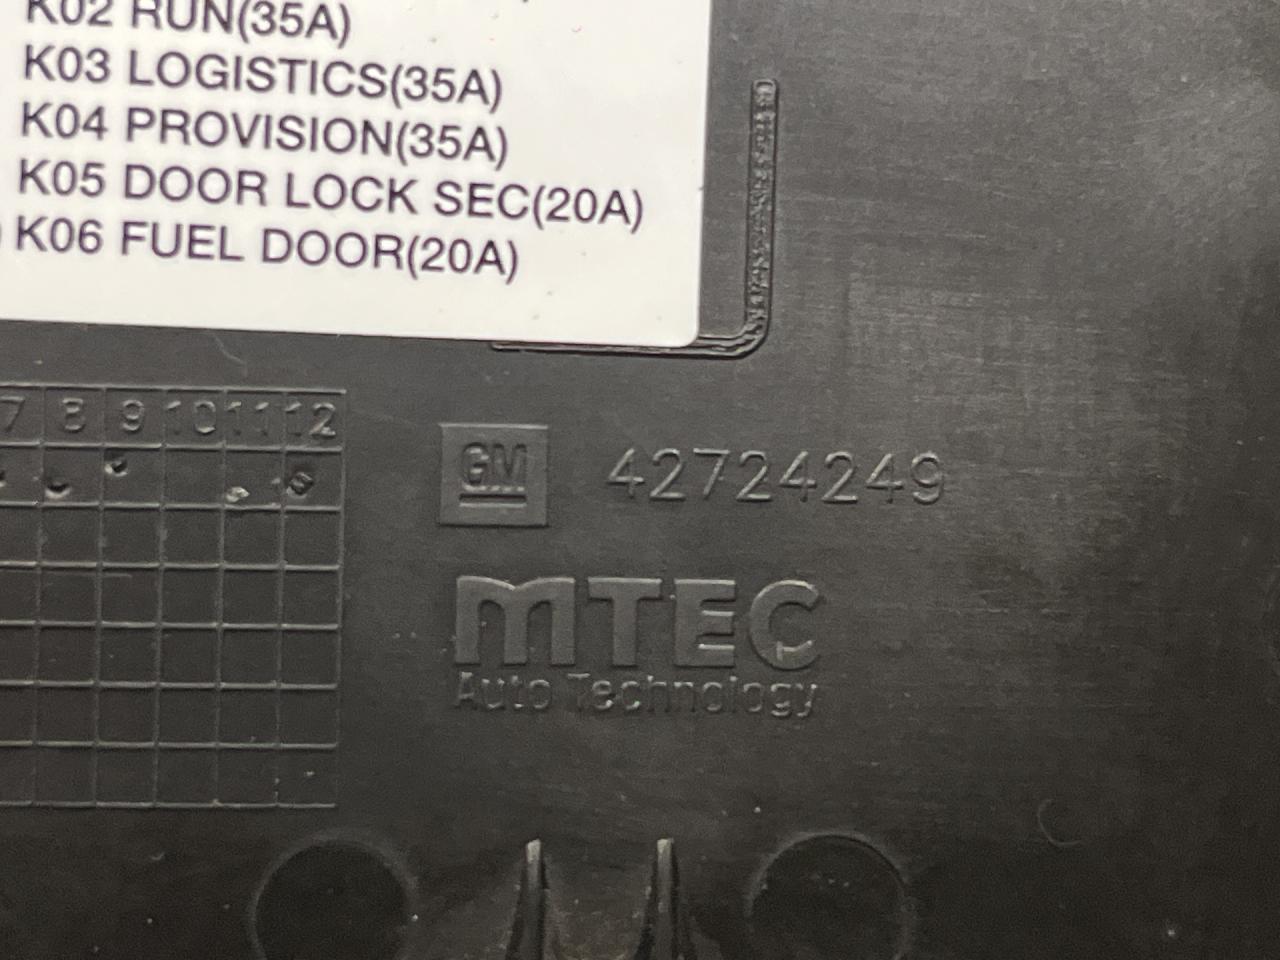 K02 RUN(35A)
K03 LOGISTICS(35A)
K04 PROVISION(35A)
K05 DOOR LOCK SEC(20A)
) K06 FUEL DOOR(20A)
7 8 9 10 11 12
GM 42724249
MTEC
Auto Technology